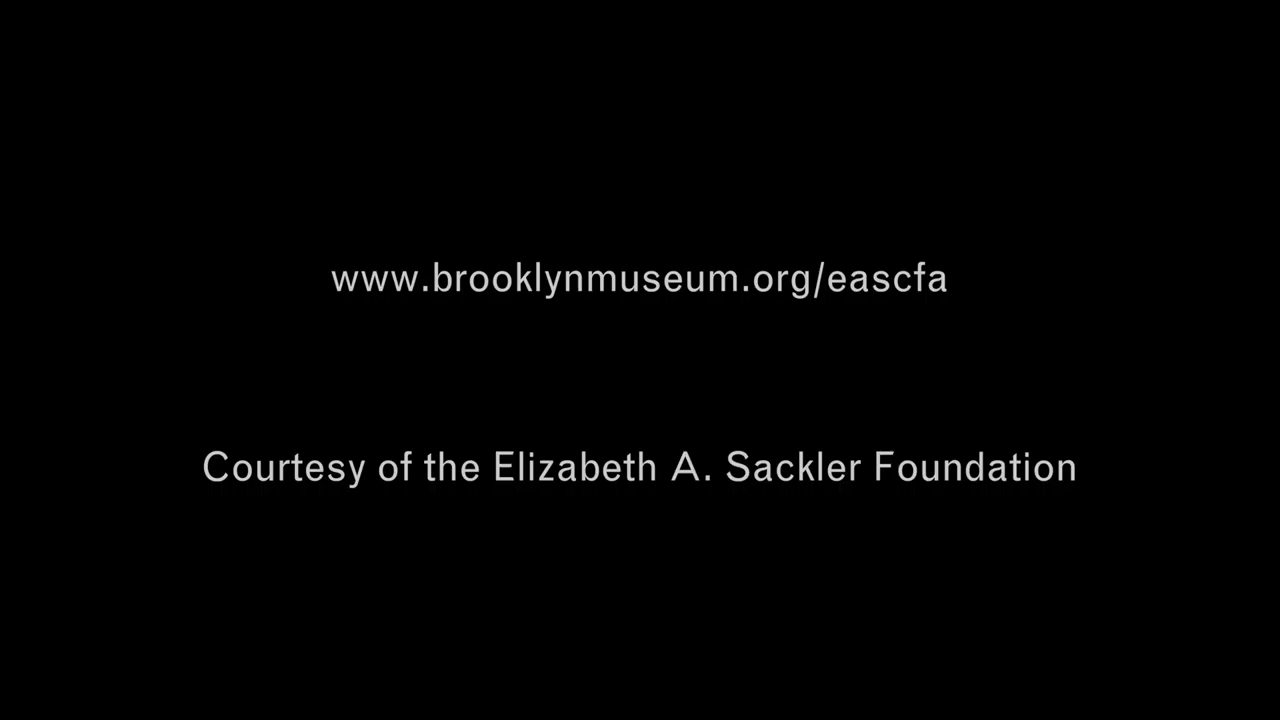 www.brooklynmuseum.org/eascfa
Courtesy of the Elizabeth A. Sackler Foundation